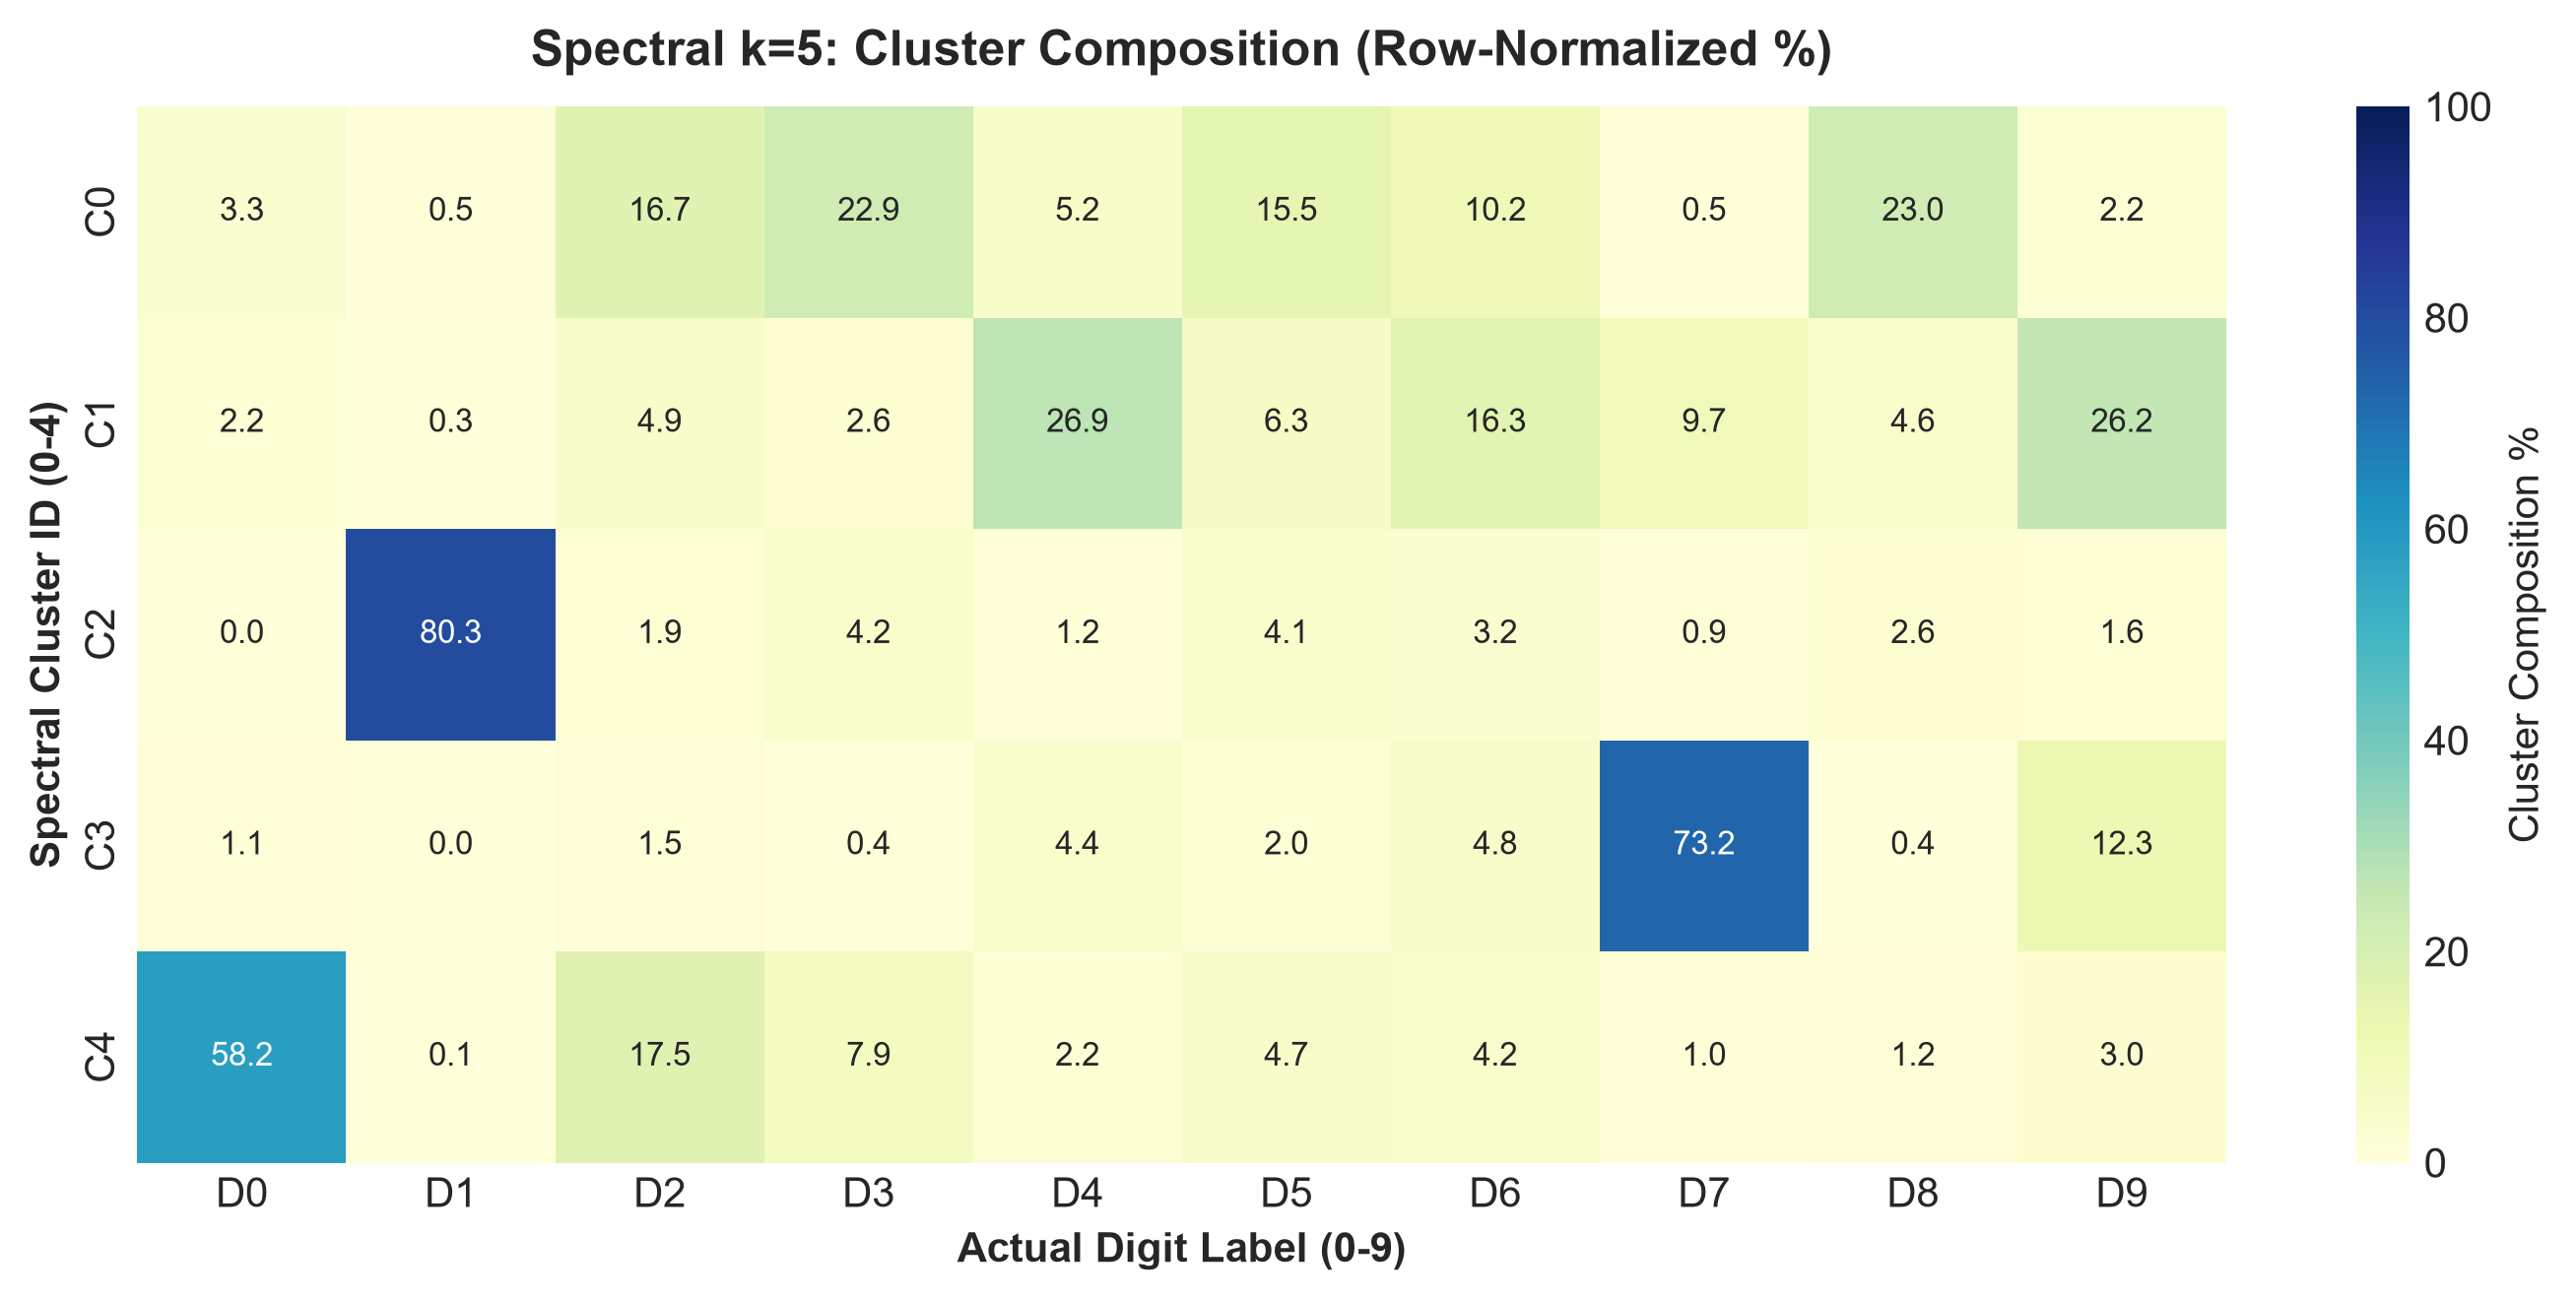 Spectral k=5: Cluster Composition (Row-Normalized %)
Spectral Cluster ID (0-4)
C0 3.3 0.5 16.7 22.9 5.2 15.5 10.2 0.5 23.0 2.2
C1 2.2 0.3 4.9 2.6 26.9 6.3 16.3 9.7 4.6 26.2
C2 0.0 80.3 1.9 4.2 1.2 4.1 3.2 0.9 2.6 1.6
C3 1.1 0.0 1.5 0.4 4.4 2.0 4.8 73.2 0.4 12.3
C4 58.2 0.1 17.5 7.9 2.2 4.7 4.2 1.0 1.2 3.0
D0 D1 D2 D3 D4 D5 D6 D7 D8 D9
Actual Digit Label (0-9)
100
80
60
40
20
0
Cluster Composition %